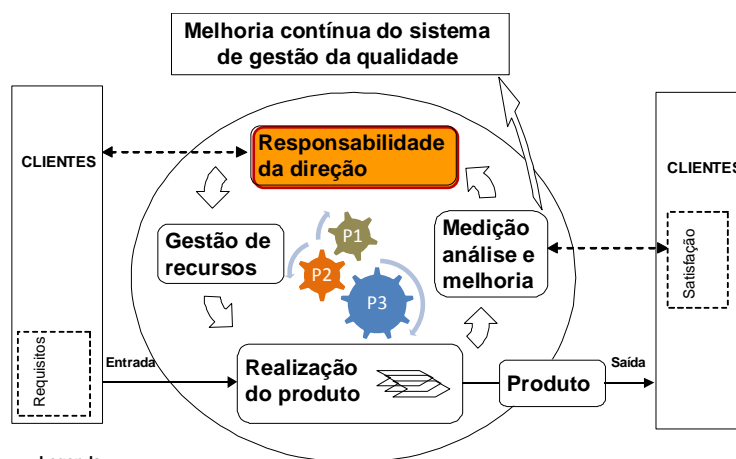 Melhoria contínua do sistema
de gestão da qualidade
CLIENTES
Responsabilidade
da direção
CLIENTES
Gestão de
recursos
P1
P2
P3
Medição
análise e
melhoria
Satisfação
Requisitos
Entrada
Realização
do produto
Produto
Saída